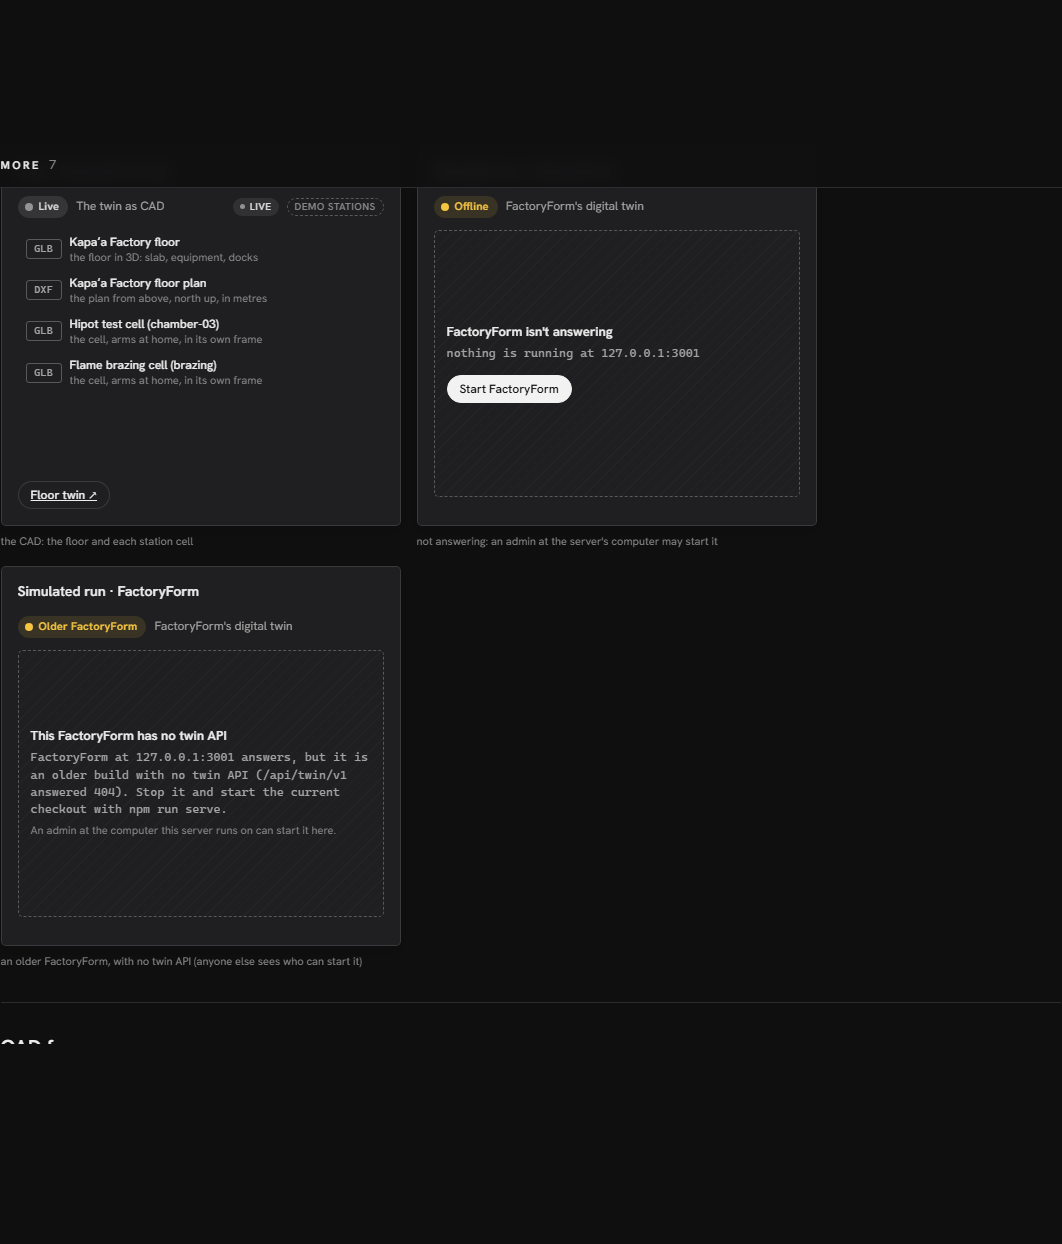 MORE 7
Live The twin as CAD LIVE DEMO STATIONS
GLB Kapaʻa Factory floor
the floor in 3D: slab, equipment, docks
DXF Kapaʻa Factory floor plan
the plan from above, north up, in metres
GLB Hipot test cell (chamber-03)
the cell, arms at home, in its own frame
GLB Flame brazing cell (brazing)
the cell, arms at home, in its own frame
Floor twin ↗
the CAD: the floor and each station cell
Offline FactoryForm's digital twin
FactoryForm isn't answering
nothing is running at 127.0.0.1:3001
Start FactoryForm
not answering: an admin at the server's computer may start it
Simulated run · FactoryForm
Older FactoryForm FactoryForm's digital twin
This FactoryForm has no twin API
FactoryForm at 127.0.0.1:3001 answers, but it is
an older build with no twin API (/api/twin/v1
answered 404). Stop it and start the current
checkout with npm run serve.
An admin at the computer this server runs on can start it here.
an older FactoryForm, with no twin API (anyone else sees who can start it)